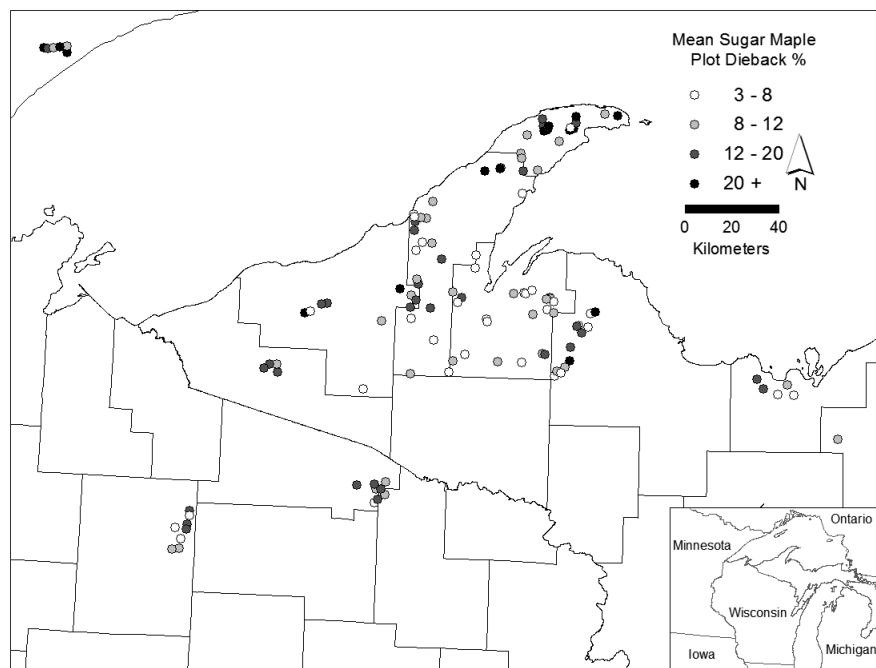 Mean Sugar Maple
Plot Dieback %
3 - 8
8 - 12
12 - 20
20 +
N
0 20 40
Kilometers
Ontario
Minnesota
Wisconsin
Iowa
Michigan